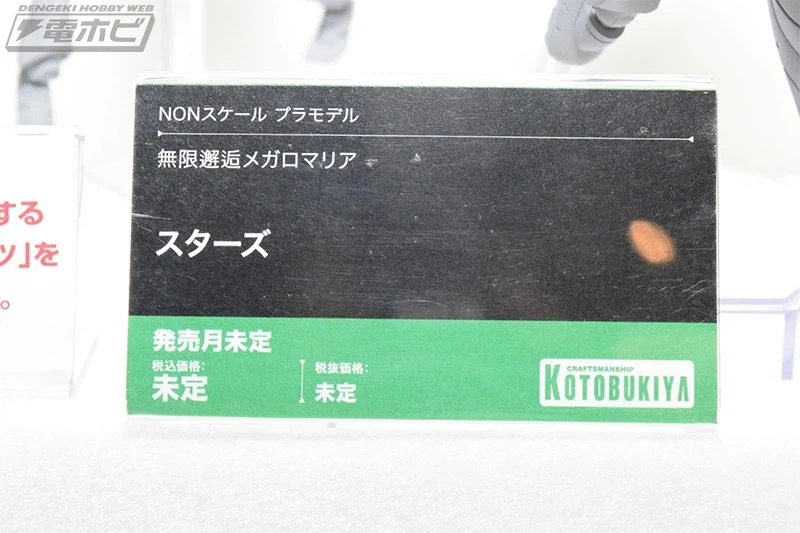 DENGEKI HOBBY WEB
電ホビ
NONスケール プラモデル
無限邂逅メガロマリア
スターズ
発売月未定
税込価格:
未定
税抜価格:
未定
CRAFTSMANSHIP
KOTOBUKIYA
する
ツ」を
。